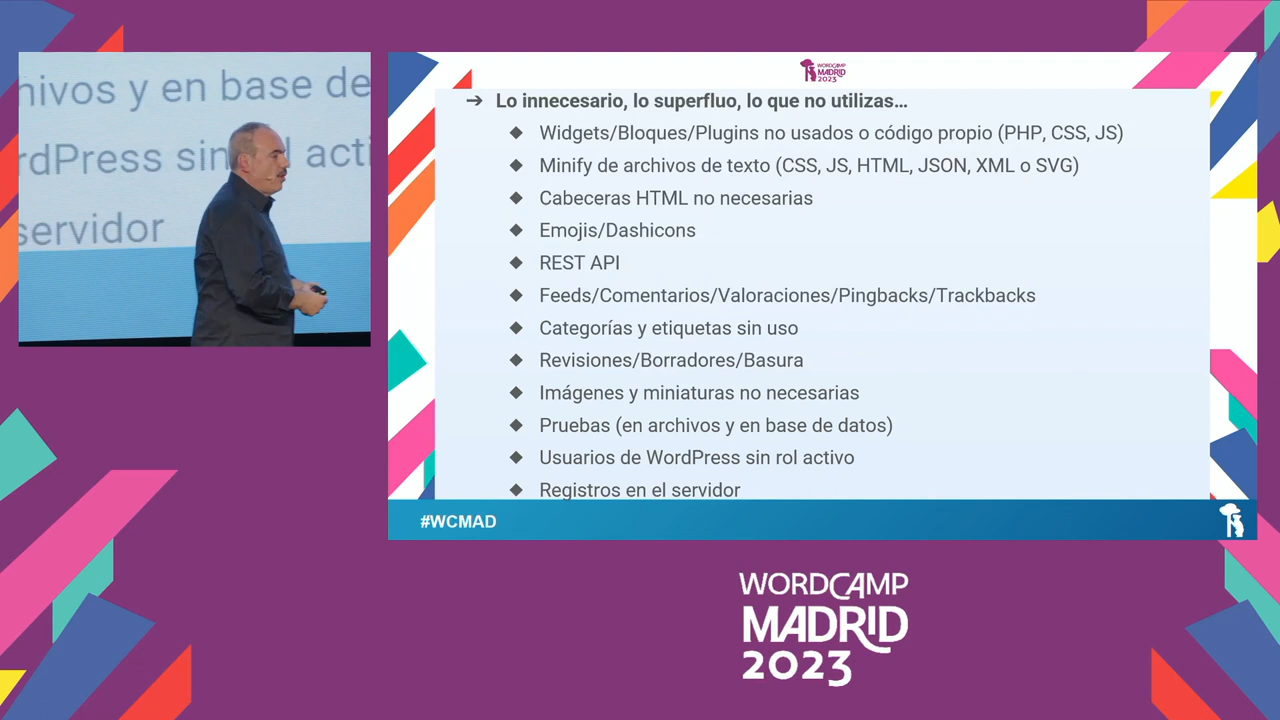 hivos y en base de
rdPress sin rol acti
servidor
WORDCAMP
MADRID
2023
➔ Lo innecesario, lo superfluo, lo que no utilizas…
◆ Widgets/Bloques/Plugins no usados o código propio (PHP, CSS, JS)
◆ Minify de archivos de texto (CSS, JS, HTML, JSON, XML o SVG)
◆ Cabeceras HTML no necesarias
◆ Emojis/Dashicons
◆ REST API
◆ Feeds/Comentarios/Valoraciones/Pingbacks/Trackbacks
◆ Categorías y etiquetas sin uso
◆ Revisiones/Borradores/Basura
◆ Imágenes y miniaturas no necesarias
◆ Pruebas (en archivos y en base de datos)
◆ Usuarios de WordPress sin rol activo
◆ Registros en el servidor
#WCMAD
WORDCAMP
MADRID
2023